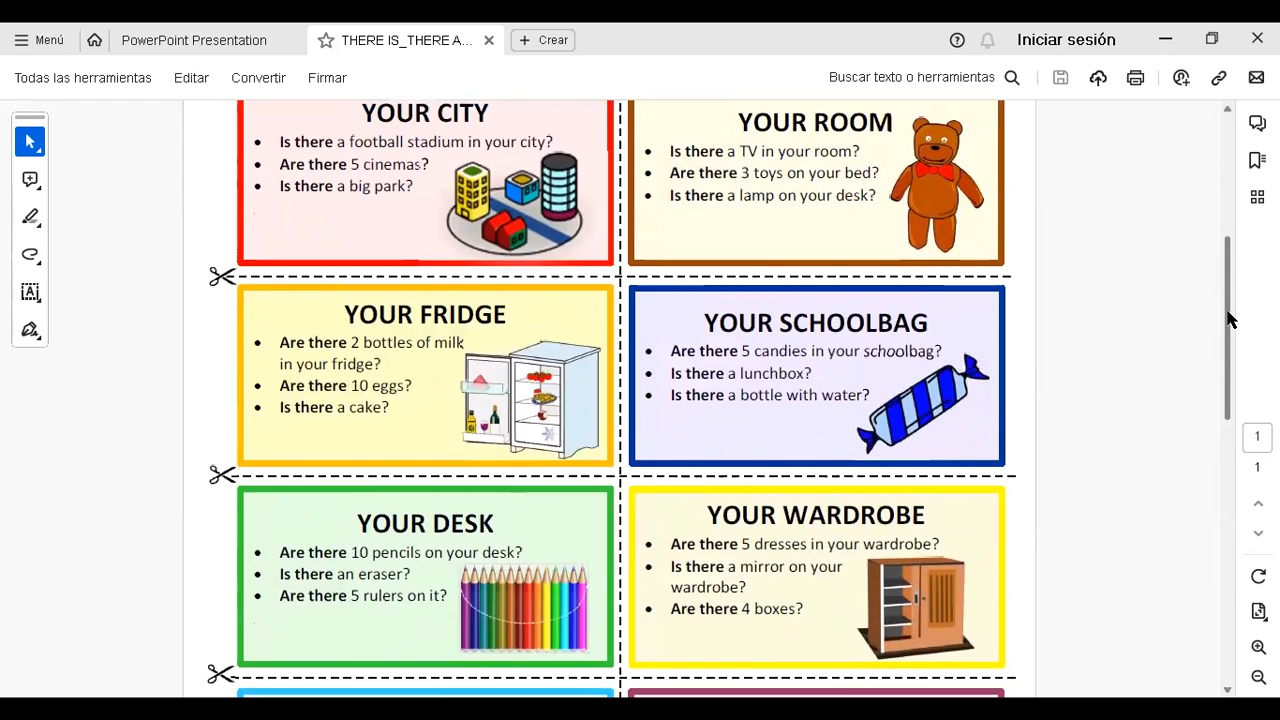 Menú
PowerPoint Presentation
THERE IS_THERE A...
Crear
Iniciar sesión
Todas las herramientas
Editar
Convertir
Firmar
Buscar texto o herramientas
YOUR CITY
• Is there a football stadium in your city?
• Are there 5 cinemas?
• Is there a big park?
YOUR ROOM
• Is there a TV in your room?
• Are there 3 toys on your bed?
• Is there a lamp on your desk?
YOUR FRIDGE
• Are there 2 bottles of milk
in your fridge?
• Are there 10 eggs?
• Is there a cake?
YOUR SCHOOLBAG
• Are there 5 candies in your schoolbag?
• Is there a lunchbox?
• Is there a bottle with water?
YOUR DESK
• Are there 10 pencils on your desk?
• Is there an eraser?
• Are there 5 rulers on it?
YOUR WARDROBE
• Are there 5 dresses in your wardrobe?
• Is there a mirror on your
wardrobe?
• Are there 4 boxes?
1
1